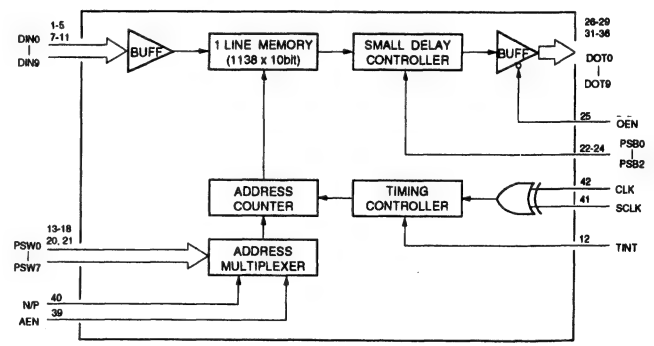 1-5
7-11
DIN0
|
DIN9
BUFF
1 LINE MEMORY
(1138 x 10bit)
SMALL DELAY
CONTROLLER
BUFF
26-29
31-36
DOT0
|
DOT9
25
OEN
22-24
PSB0
|
PSB2
ADDRESS
COUNTER
TIMING
CONTROLLER
42
CLK
41
SCLK
12
TINT
13-18
20, 21
PSW0
|
PSW7
ADDRESS
MULTIPLEXER
N/P
40
AEN
39